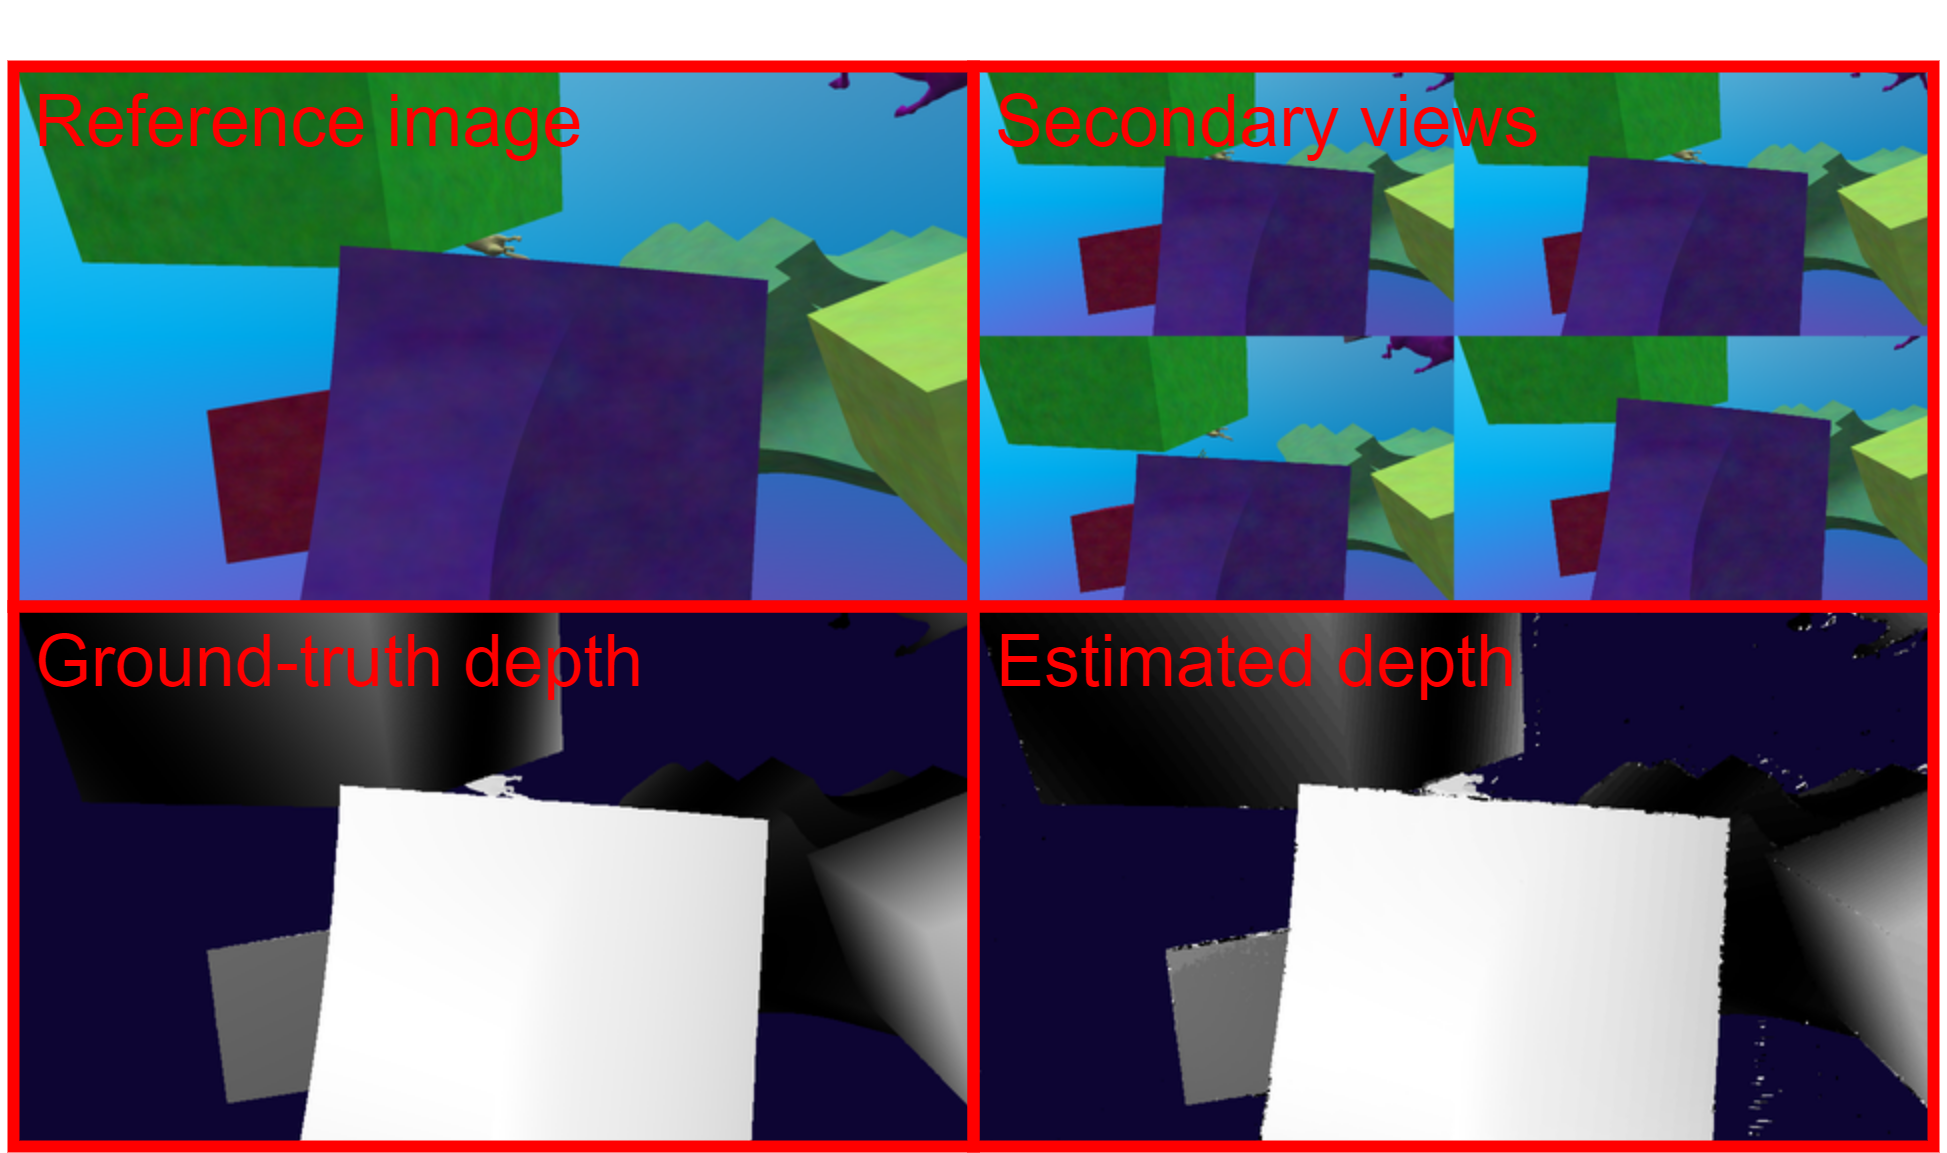 Reference image
Secondary views
Ground-truth depth
Estimated depth